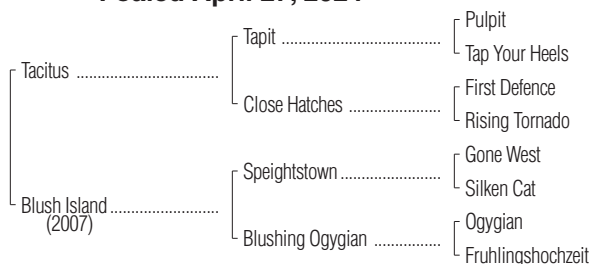 Pulpit
Tapit ........................................
Tap Your Heels
Tacitus ...................................
First Defence
Close Hatches .......................
Rising Tornado
Gone West
Speightstown .........................
Silken Cat
Blush Island ...........................
(2007)
Ogygian
Blushing Ogygian .................
Fruhlingshochzeit